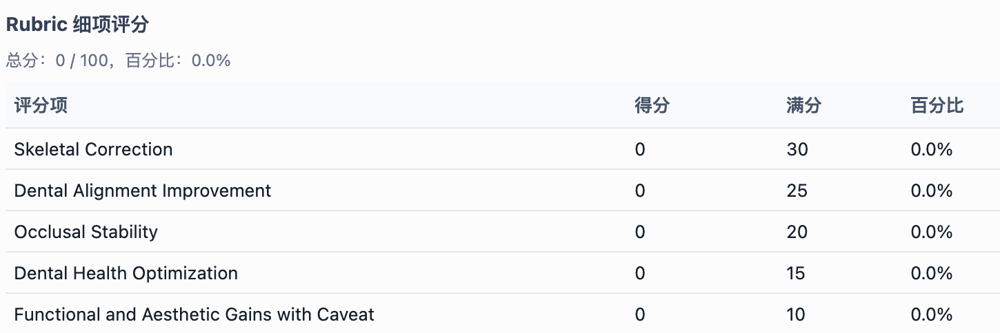 Rubric 细项评分
总分：0 / 100，百分比：0.0%
评分项 得分 满分 百分比
Skeletal Correction 0 30 0.0%
Dental Alignment Improvement 0 25 0.0%
Occlusal Stability 0 20 0.0%
Dental Health Optimization 0 15 0.0%
Functional and Aesthetic Gains with Caveat 0 10 0.0%